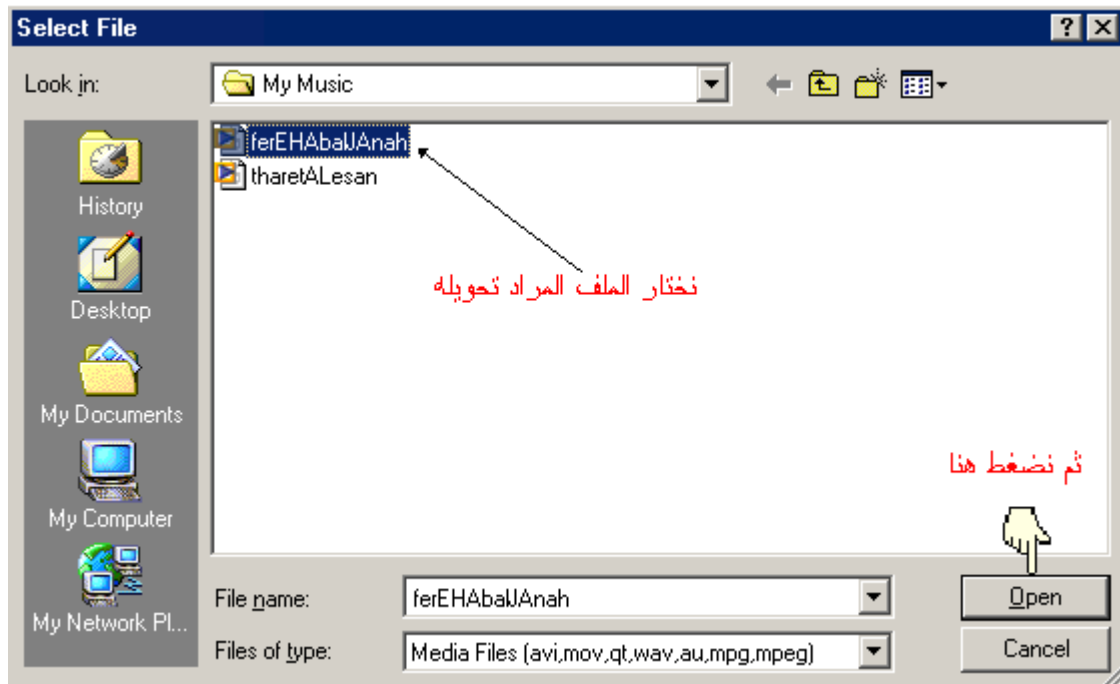 Select File
Look in:
My Music
ferEHAbalJAnah
tharetALesan
History
Desktop
My Documents
My Computer
My Network Pl...
نختار الملف المراد تحويله
ثم نضغط هنا
File name:
ferEHAbalJAnah
Open
Files of type:
Media Files (avi,mov,qt,wav,au,mpg,mpeg)
Cancel